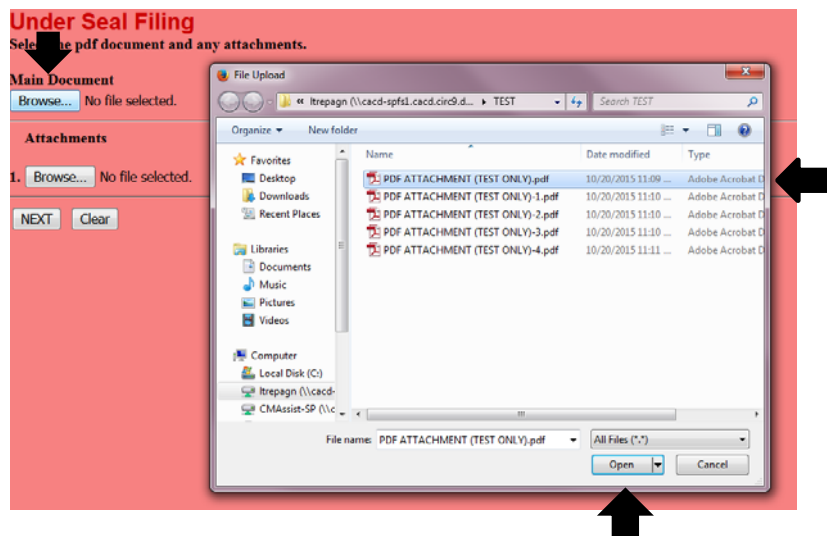 Under Seal Filing
Select the pdf document and any attachments.
Main Document
Browse... No file selected.
Attachments
1. Browse... No file selected.
NEXT Clear
File Upload
« ltrepagn (\\cacd-spfs1.cacd.circ9.d... ▸ TEST
Search TEST
Organize New folder
Favorites
Desktop
Downloads
Recent Places
Libraries
Documents
Music
Pictures
Videos
Computer
Local Disk (C:)
ltrepagn (\\cacd-
CMAssist-SP (\\c
Name Date modified Type
PDF ATTACHMENT (TEST ONLY).pdf 10/20/2015 11:09 ... Adobe Acrobat D
PDF ATTACHMENT (TEST ONLY)-1.pdf 10/20/2015 11:10 ... Adobe Acrobat D
PDF ATTACHMENT (TEST ONLY)-2.pdf 10/20/2015 11:10 ... Adobe Acrobat D
PDF ATTACHMENT (TEST ONLY)-3.pdf 10/20/2015 11:10 ... Adobe Acrobat D
PDF ATTACHMENT (TEST ONLY)-4.pdf 10/20/2015 11:11 ... Adobe Acrobat D
File name: PDF ATTACHMENT (TEST ONLY).pdf All Files (*.*)
Open Cancel